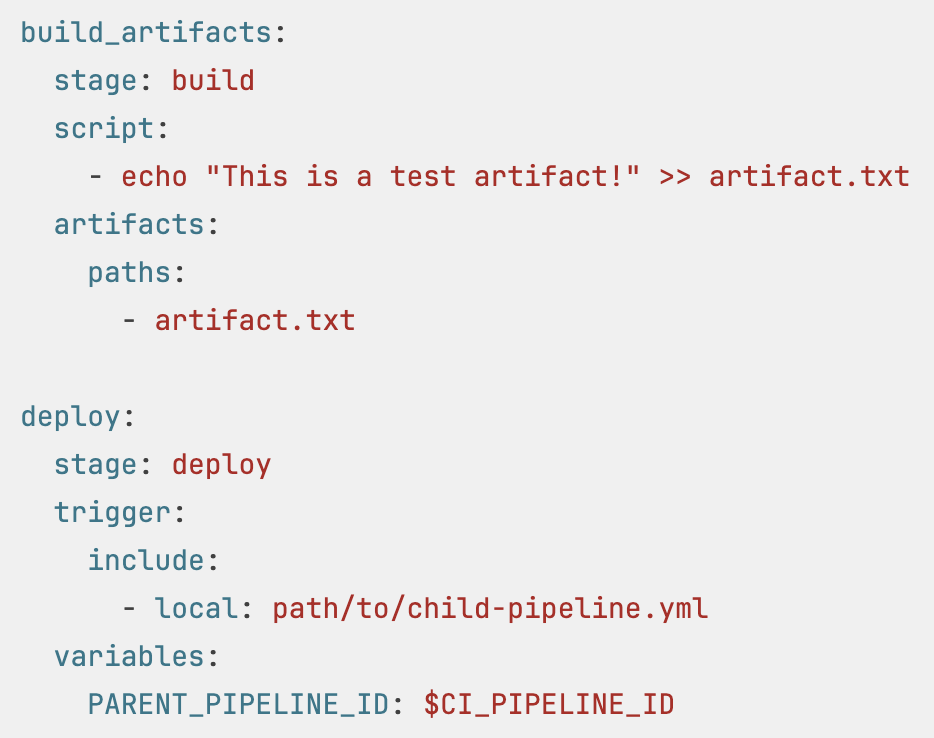 build_artifacts:
  stage: build
  script:
    - echo "This is a test artifact!" >> artifact.txt
  artifacts:
    paths:
      - artifact.txt

deploy:
  stage: deploy
  trigger:
    include:
      - local: path/to/child-pipeline.yml
  variables:
    PARENT_PIPELINE_ID: $CI_PIPELINE_ID